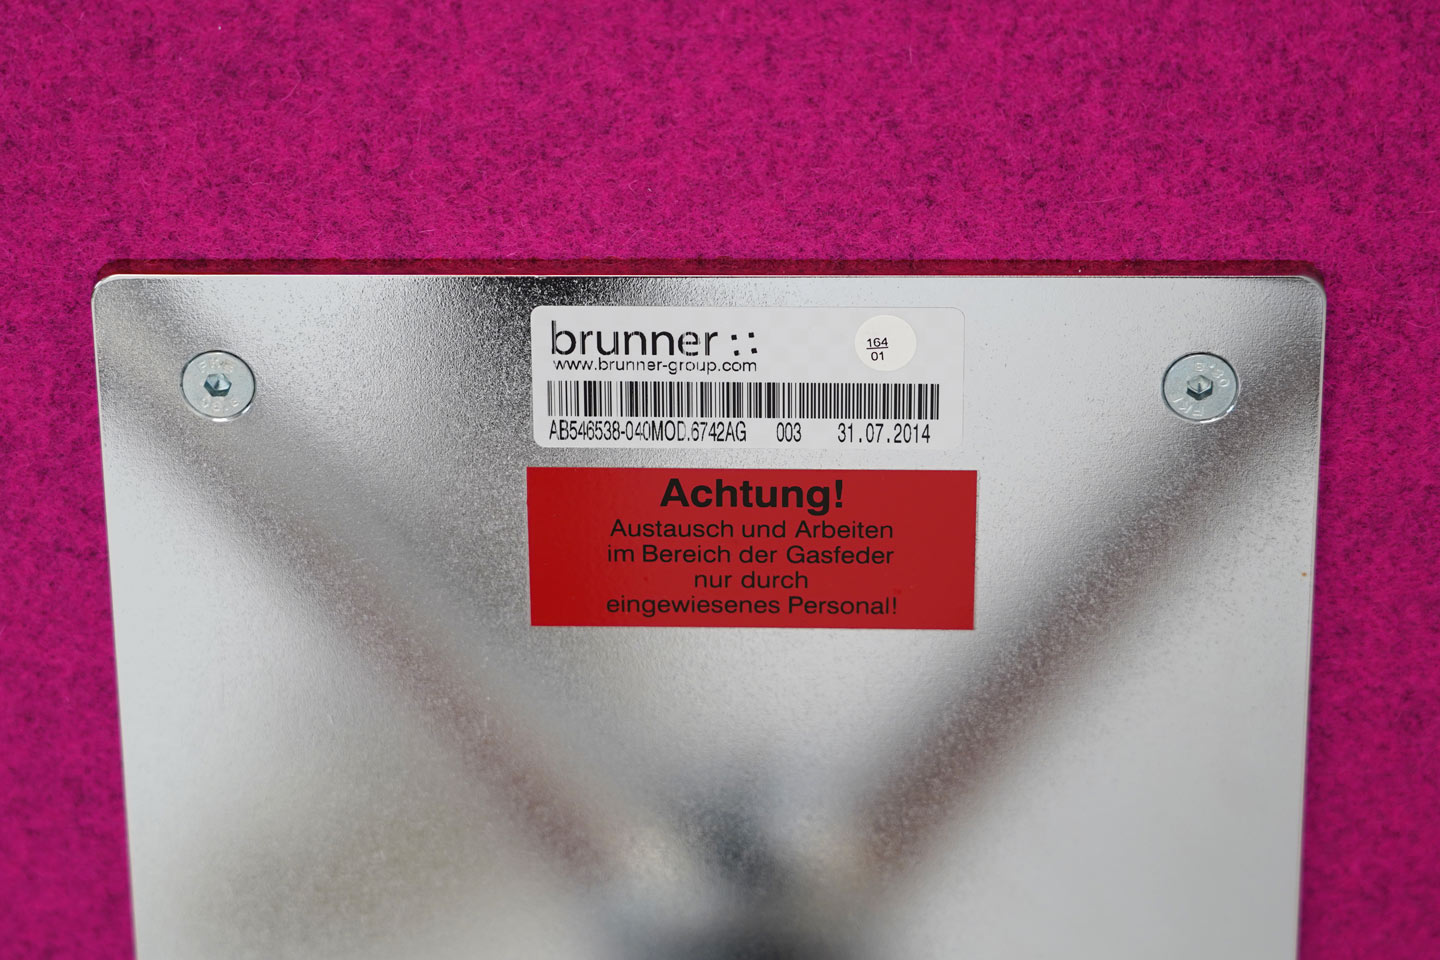 brunner ::
www.brunner-group.com
164
01
AB546538-040MOD.6742AG 003 31.07.2014
Achtung!
Austausch und Arbeiten
im Bereich der Gasfeder
nur durch
eingewiesenes Personal!